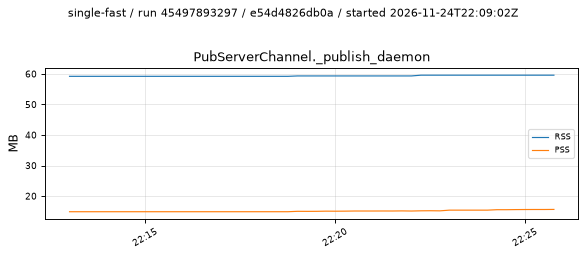 single-fast / run 45497893297 / e54d4826db0a / started 2026-11-24T22:09:02Z
PubServerChannel._publish_daemon
60
50
40
30
20
MB
RSS
PSS
22:15
22:20
22:25